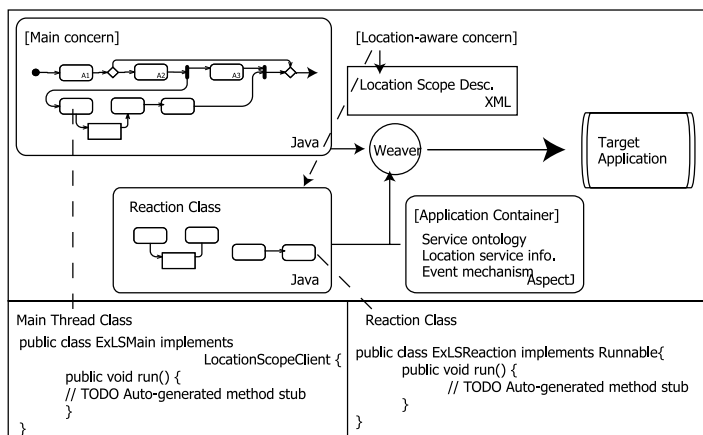 [Main concern]
A1
A2
A3
Java
[Location-aware concern]
Location Scope Desc.
XML
Weaver
Target
Application
Reaction Class
Java
[Application Container]
Service ontology
Location service info.
Event mechanism
AspectJ
Main Thread Class
public class ExLSMain implements
LocationScopeClient {
public void run() {
// TODO Auto-generated method stub
}
}
Reaction Class
public class ExLSReaction implements Runnable{
public void run() {
// TODO Auto-generated method stub
}
}